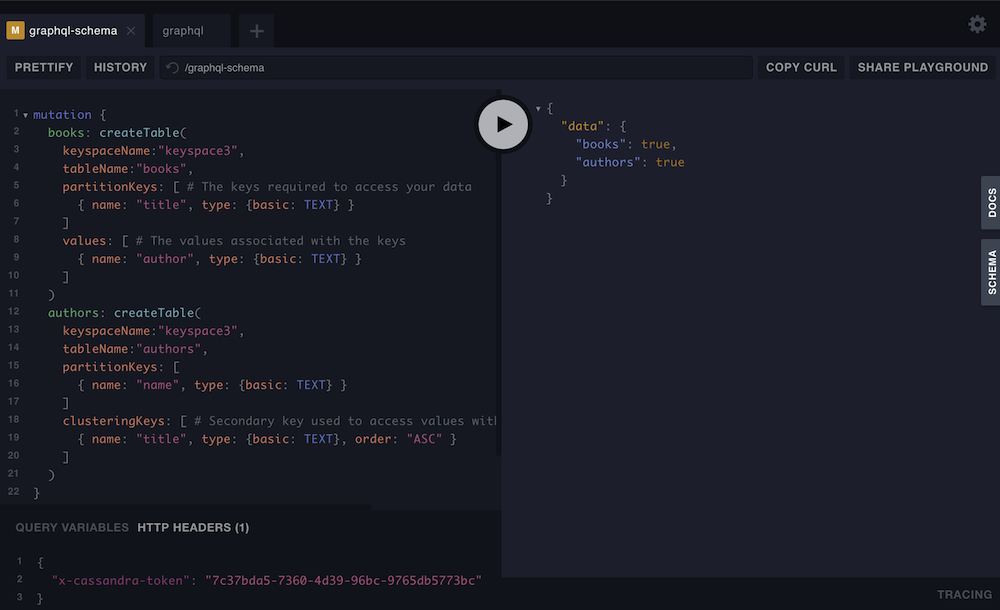 M graphql-schema
graphql
PRETTIFY
HISTORY
/graphql-schema
COPY CURL
SHARE PLAYGROUND
1 mutation {
2 books: createTable(
3 keyspaceName:"keyspace3",
4 tableName:"books",
5 partitionKeys: [ # The keys required to access your data
6 { name: "title", type: {basic: TEXT} }
7 ]
8 values: [ # The values associated with the keys
9 { name: "author", type: {basic: TEXT} }
10 ]
11 )
12 authors: createTable(
13 keyspaceName:"keyspace3",
14 tableName:"authors",
15 partitionKeys: [
16 { name: "name", type: {basic: TEXT} }
17 ]
18 clusteringKeys: [ # Secondary key used to access values with
19 { name: "title", type: {basic: TEXT}, order: "ASC" }
20 ]
21 )
22 }
{
"data": {
"books": true,
"authors": true
}
}
DOCS
SCHEMA
QUERY VARIABLES
HTTP HEADERS (1)
1 {
2 "x-cassandra-token": "7c37bda5-7360-4d39-96bc-9765db5773bc"
3 }
TRACING